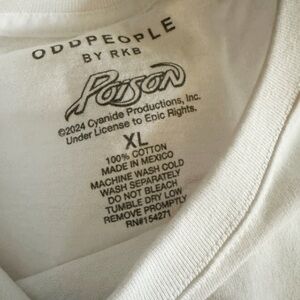 ODDPEOPLE
BY RKB
POISON
©2024 Cyanide Productions, Inc.
Under License to Epic Rights.
XL
100% COTTON
MADE IN MEXICO
MACHINE WASH COLD
WASH SEPARATELY
DO NOT BLEACH
TUMBLE DRY LOW
REMOVE PROMPTLY
RN#154271